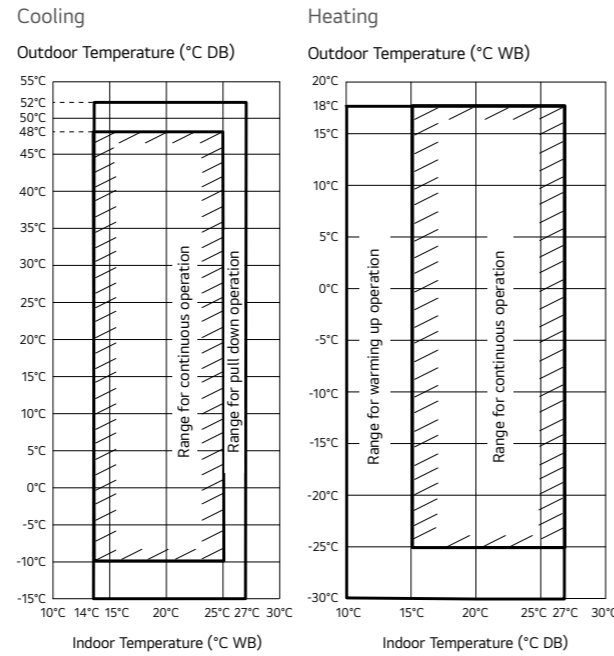 Cooling
Outdoor Temperature (°C DB)
55°C
52°C
50°C
48°C
45°C
40°C
35°C
30°C
25°C
20°C
15°C
10°C
5°C
0°C
-5°C
-10°C
-15°C
Range for continuous operation
Range for pull down operation
10°C 14°C 15°C 20°C 25°C 27°C 30°C
Indoor Temperature (°C WB)
Heating
Outdoor Temperature (°C WB)
20°C
18°C
15°C
10°C
5°C
0°C
-5°C
-10°C
-15°C
-20°C
-25°C
-30°C
Range for warming up operation
Range for continuous operation
10°C 15°C 20°C 25°C 27°C 30°C
Indoor Temperature (°C DB)